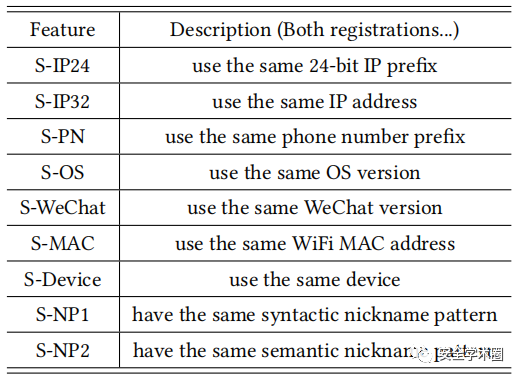 Feature Description (Both registrations...)
S-IP24 use the same 24-bit IP prefix
S-IP32 use the same IP address
S-PN use the same phone number prefix
S-OS use the same OS version
S-WeChat use the same WeChat version
S-MAC use the same WiFi MAC address
S-Device use the same device
S-NP1 have the same syntactic nickname pattern
S-NP2 have the same semantic nickname pattern
安全学术圈